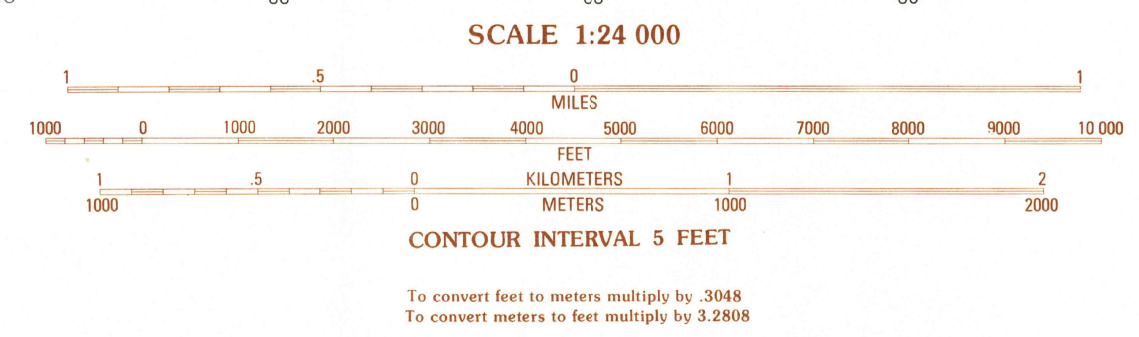 SCALE 1:24 000
1 .5 0 1
MILES
1000 0 1000 2000 3000 4000 5000 6000 7000 8000 9000 10 000
FEET
1 .5 0 KILOMETERS 1 2
1000 0 METERS 1000 2000
CONTOUR INTERVAL 5 FEET
To convert feet to meters multiply by .3048
To convert meters to feet multiply by 3.2808